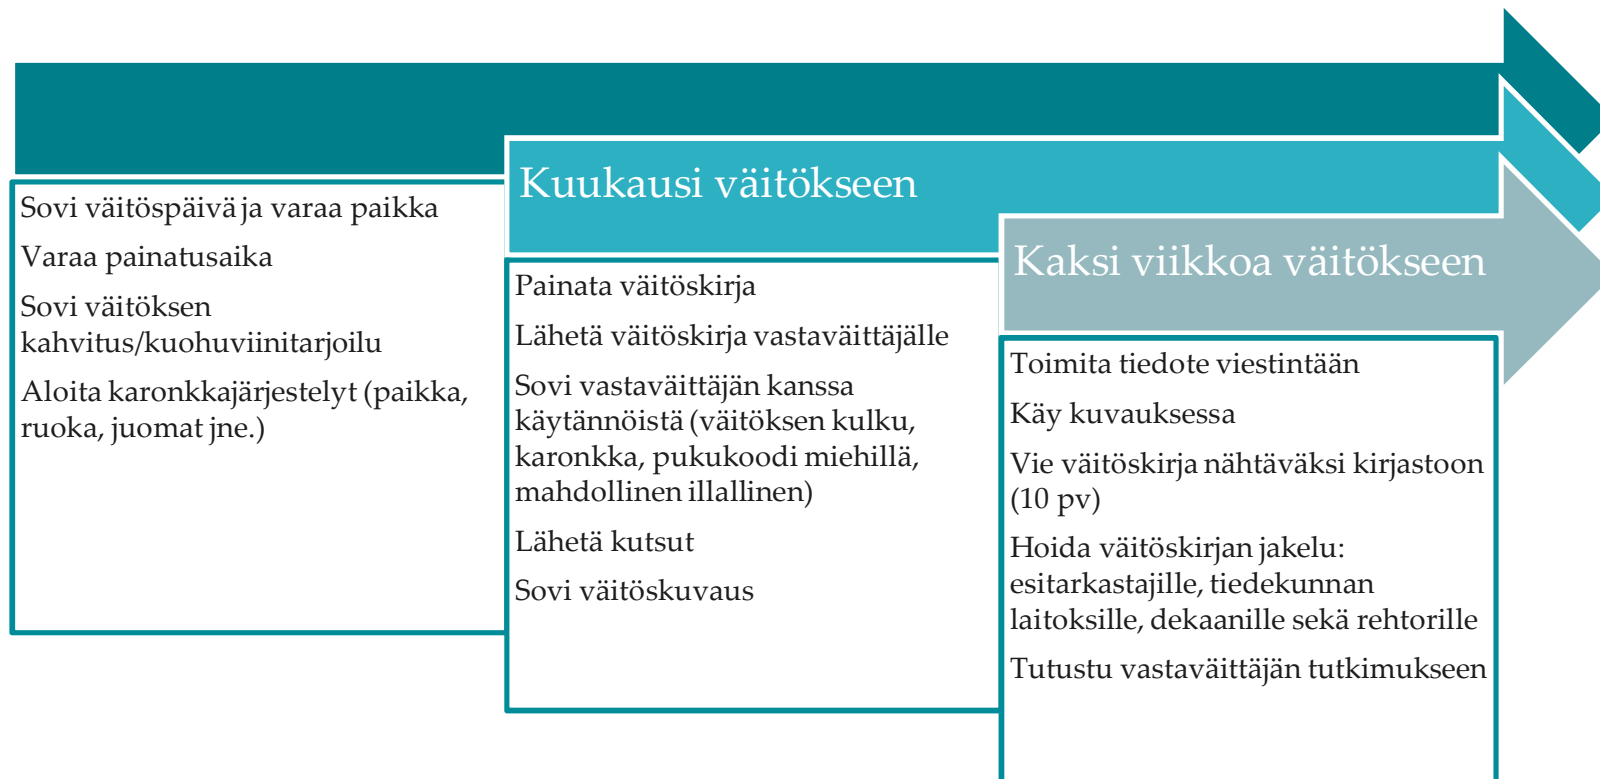 Sovi väitöspäivä ja varaa paikka
Varaa painatusaika
Sovi väitöksen
kahvitus/kuohuviinitarjoilu
Aloita karonkkajärjestelyt (paikka,
ruoka, juomat jne.)
Kuukausi väitökseen
Painata väitöskirja
Lähetä väitöskirja vastaväittäjälle
Sovi vastaväittäjän kanssa
käytännöistä (väitöksen kulku,
karonkka, pukukoodi miehillä,
mahdollinen illallinen)
Lähetä kutsut
Sovi väitöskuvaus
Kaksi viikkoa väitökseen
Toimita tiedote viestintään
Käy kuvauksessa
Vie väitöskirja nähtäväksi kirjastoon
(10 pv)
Hoida väitöskirjan jakelu:
esitarkastajille, tiedekunnan
laitoksille, dekaanille sekä rehtorille
Tutustu vastaväittäjän tutkimukseen